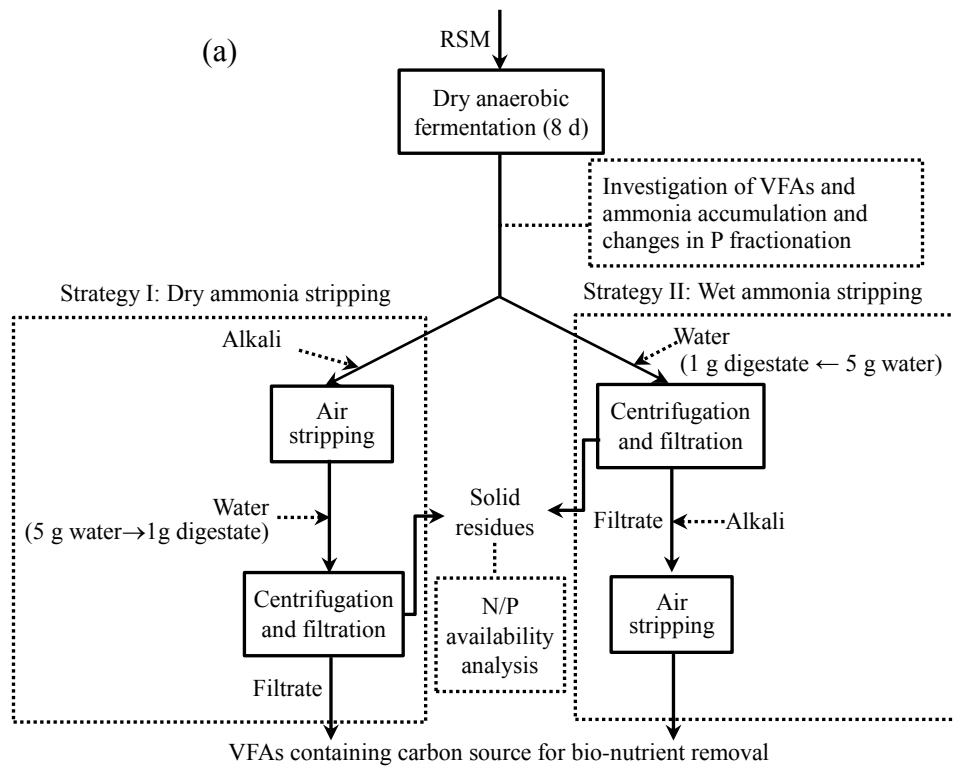 (a)
RSM
Dry anaerobic
fermentation (8 d)
Investigation of VFAs and
ammonia accumulation and
changes in P fractionation
Strategy I: Dry ammonia stripping
Alkali
Air
stripping
Water
(5 g water→1g digestate)
Centrifugation
and filtration
Filtrate
Solid
residues
N/P
availability
analysis
Strategy II: Wet ammonia stripping
Water
(1 g digestate ← 5 g water)
Centrifugation
and filtration
Filtrate
Alkali
Air
stripping
VFAs containing carbon source for bio-nutrient removal